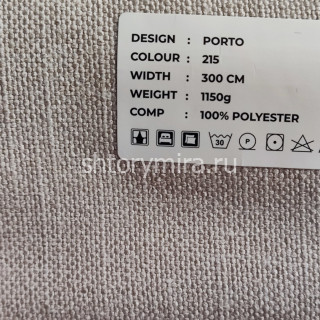 DESIGN : PORTO
COLOUR : 215
WIDTH : 300 CM
WEIGHT : 1150g
COMP : 100% POLYESTER
30 P A
shtorymira.ru